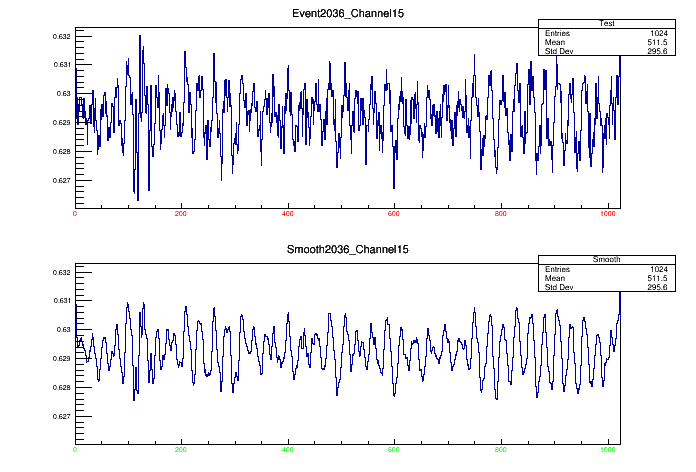 Event2036_Channel15
Test
Entries 1024
Mean 511.5
Std Dev 295.6
0.632
0.631
0.63
0.629
0.628
0.627
0 200 400 600 800 1000
Smooth2036_Channel15
Smooth
Entries 1024
Mean 511.5
Std Dev 295.6
0.632
0.631
0.63
0.629
0.628
0.627
0 200 400 600 800 1000